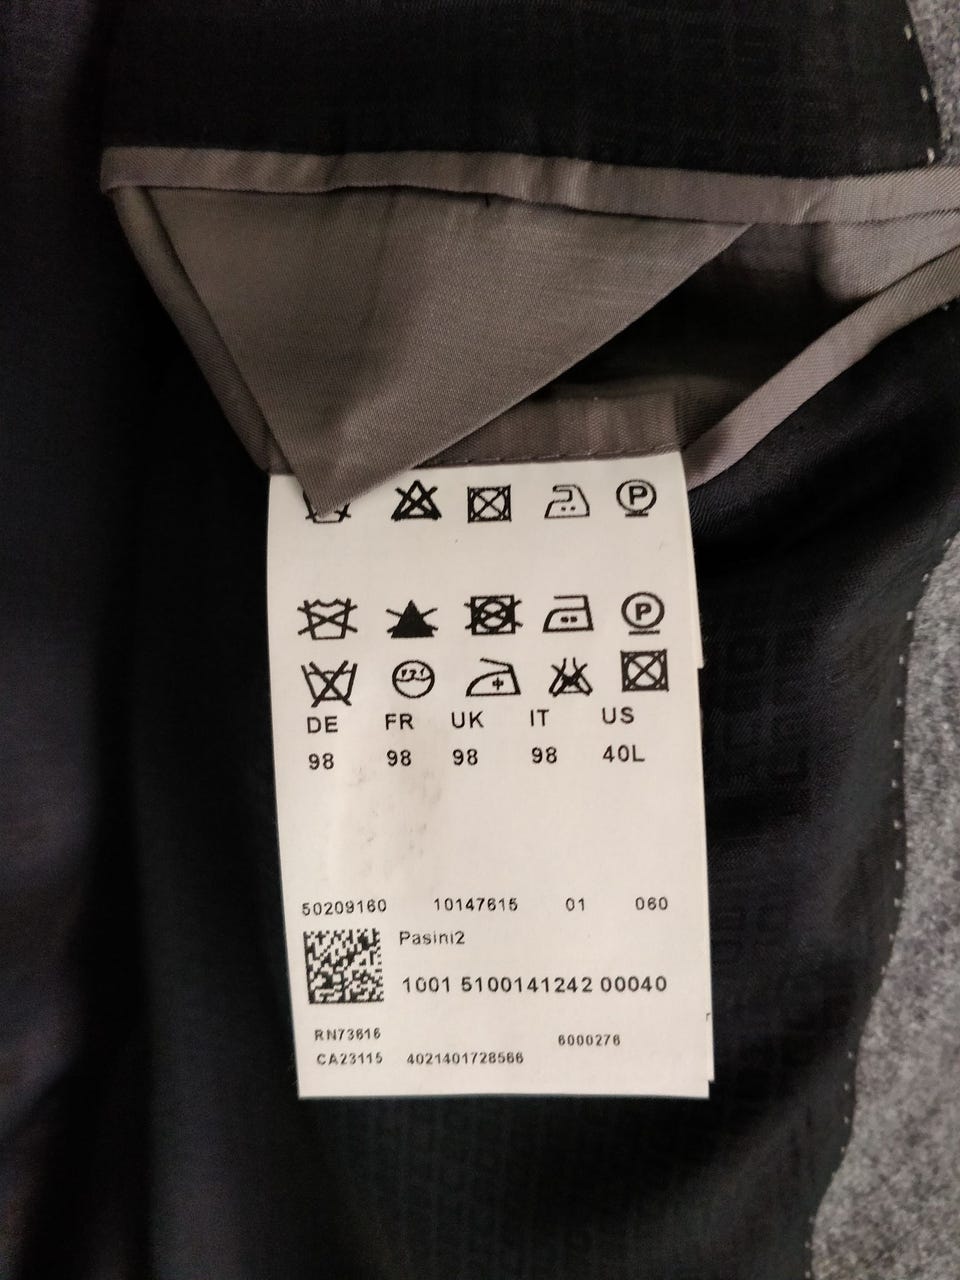 P
P
DE FR UK IT US
98 98 98 98 40L
50209160 10147615 01 060
Pasini2
1001 5100141242 00040
RN73616 6000276
CA23115 4021401728566